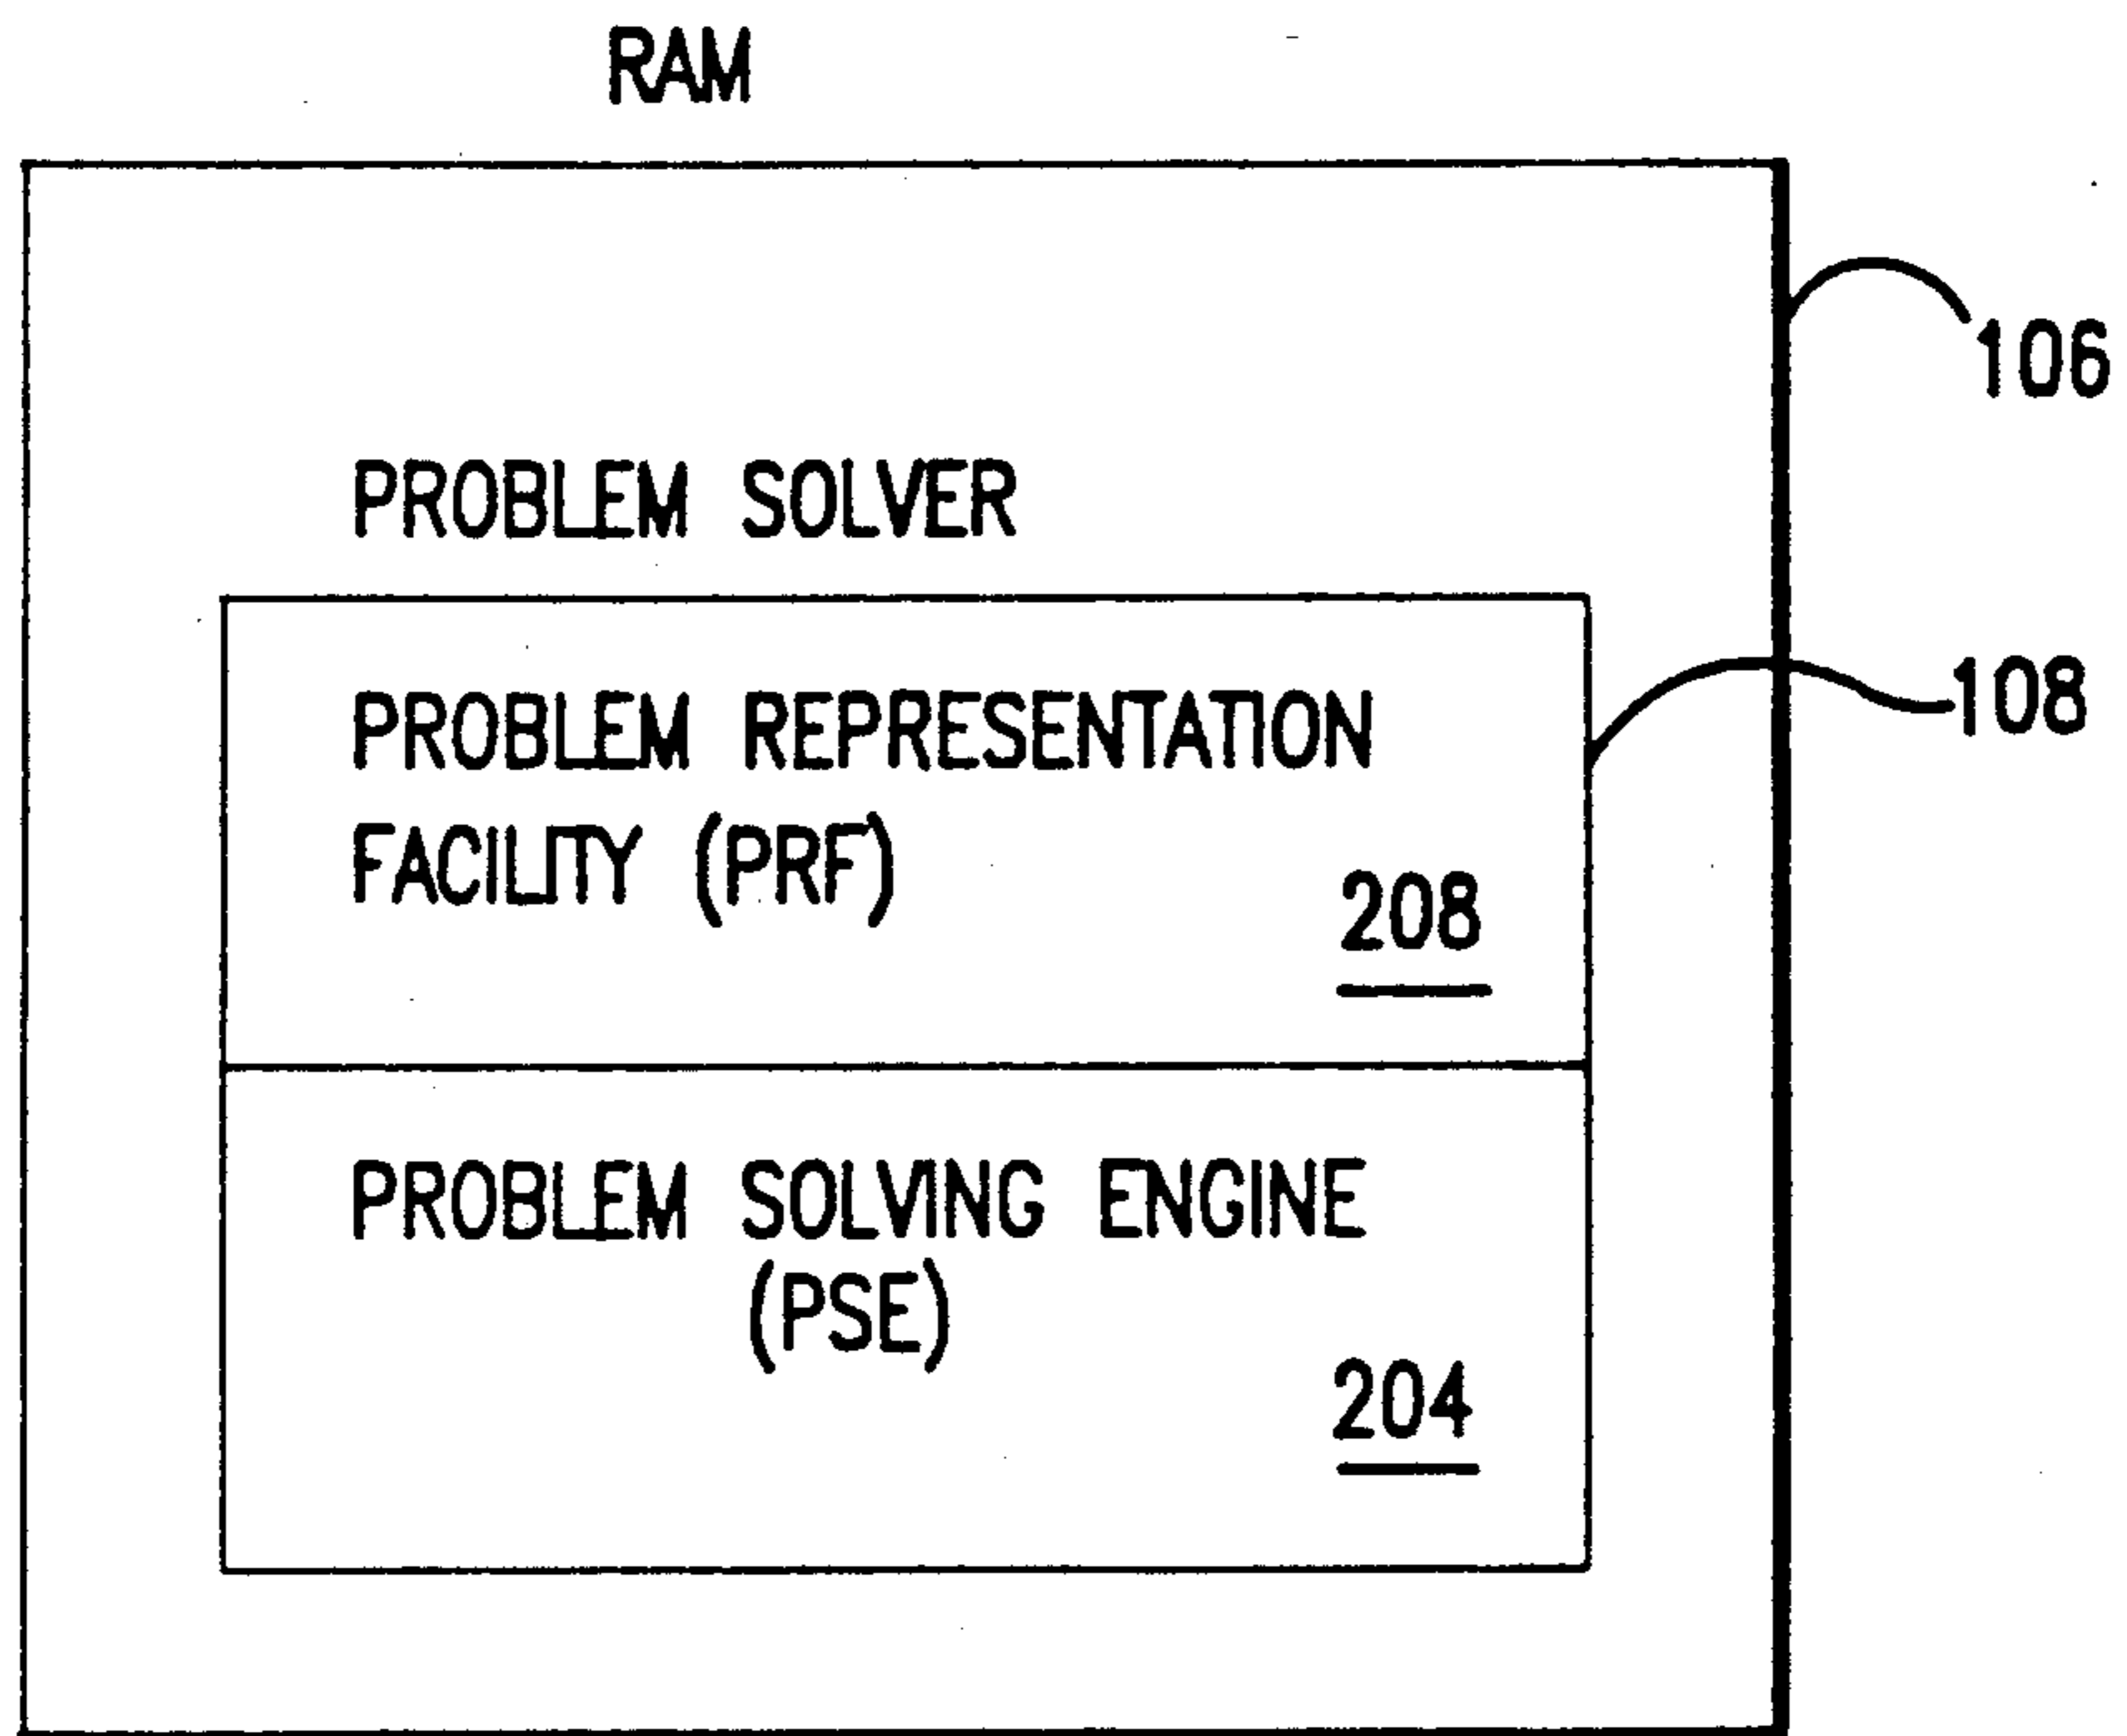 RAM
106
PROBLEM SOLVER
108
PROBLEM REPRESENTATION
FACILITY (PRF)
208
PROBLEM SOLVING ENGINE
(PSE)
204